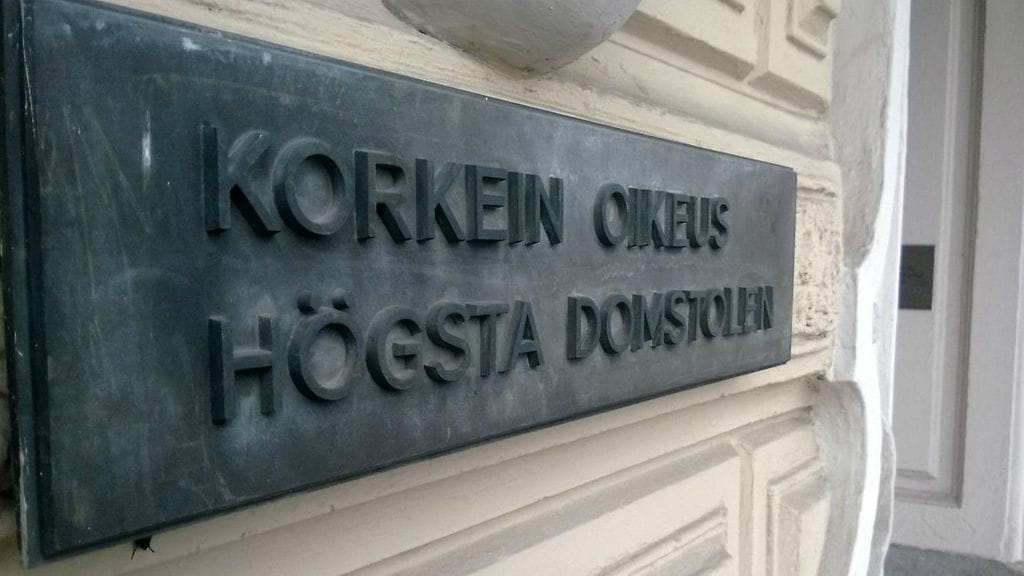 KORKEIN OIKEUS
HÖGSTA DOMSTOLEN